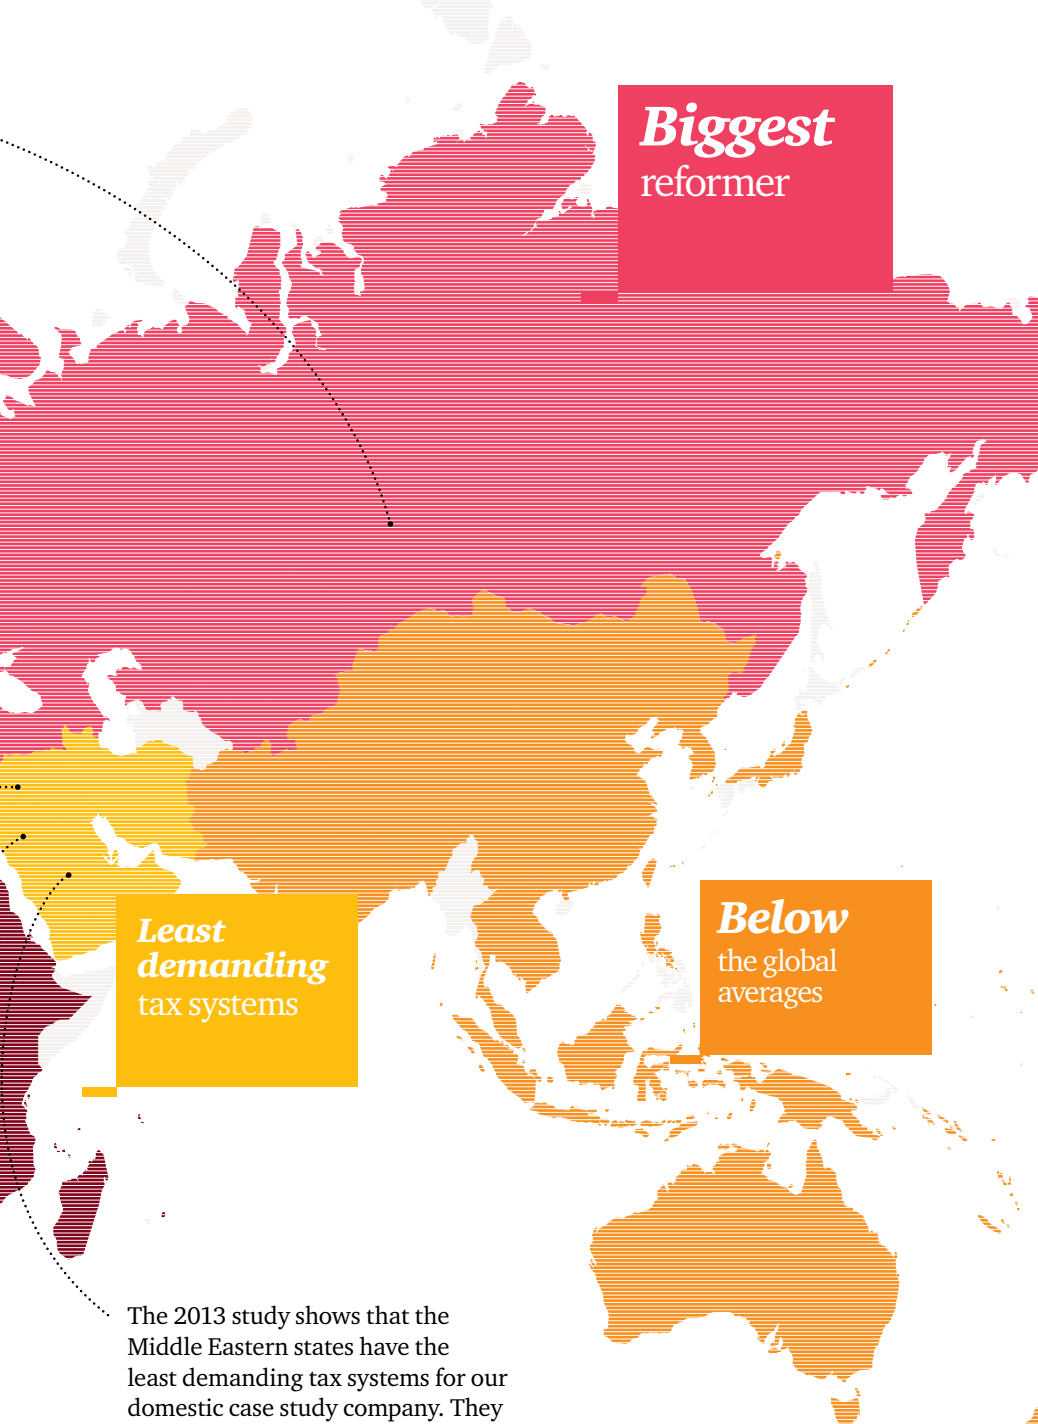 Biggest
reformer
Least
demanding
tax systems
Below
the global
averages
The 2013 study shows that the
Middle Eastern states have the
least demanding tax systems for our
domestic case study company. They